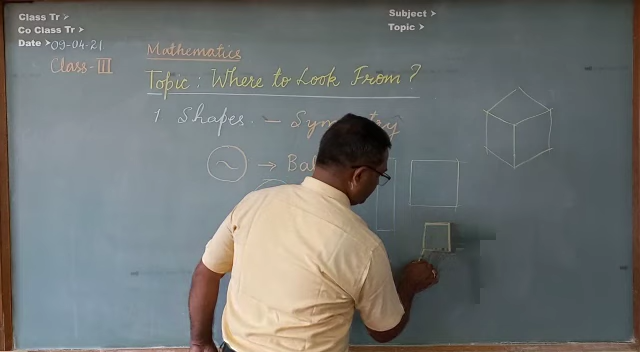 Class Tr >
Co Class Tr >
Date > 09-04-21
Subject >
Topic >
Mathematics
Class-III
Topic : Where to Look From ?
1 Shapes. - Symmetry
→ Bal